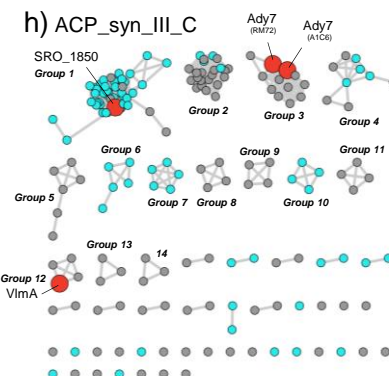 h) ACP_syn_III_C
Ady7 (RM72)
Ady7 (A1C6)
SRO_1850
Group 1
Group 2
Group 3
Group 4
Group 5
Group 6
Group 7
Group 8
Group 9
Group 10
Group 11
Group 12
VlmA
Group 13
14